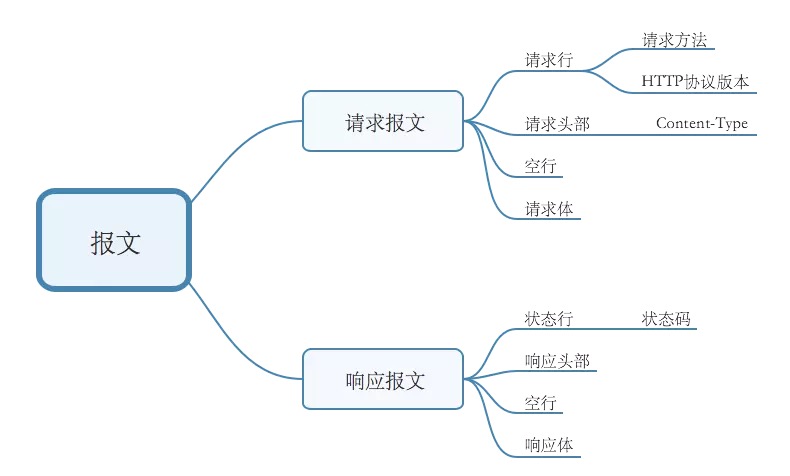 报文
请求报文
请求行
请求方法
HTTP协议版本
请求头部
Content-Type
空行
请求体
响应报文
状态行
状态码
响应头部
空行
响应体